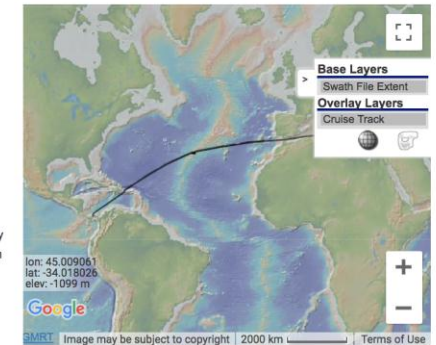 >
Base Layers
Swath File Extent
Overlay Layers
Cruise Track
lon: 45.009061
lat: -34.018026
elev: -1099 m
Google
+
−
GMRT Image may be subject to copyright 2000 km Terms of Use